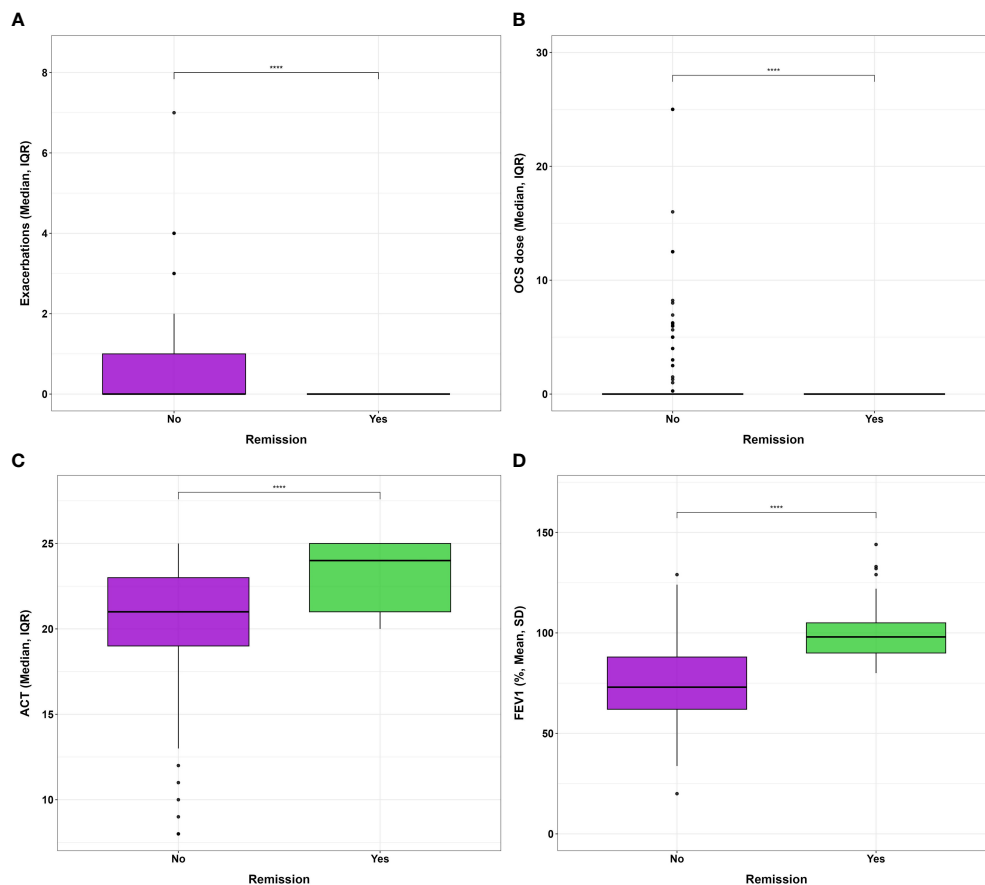 A
Exacerbations (Median, IQR)
8
6
4
2
0
****
No
Yes
Remission
B
OCS dose (Median, IQR)
30
20
10
0
****
No
Yes
Remission
C
ACT (Median, IQR)
25
20
15
10
****
No
Yes
Remission
D
FEV1 (%, Mean, SD)
150
100
50
0
****
No
Yes
Remission